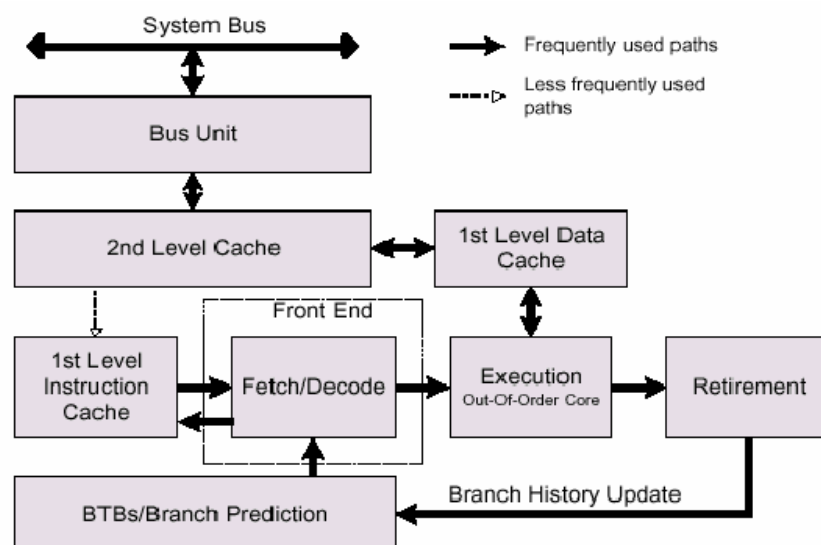 System Bus
Frequently used paths
Less frequently used
paths
Bus Unit
2nd Level Cache
1st Level Data
Cache
Front End
1st Level
Instruction
Cache
Fetch/Decode
Execution
Out-Of-Order Core
Retirement
Branch History Update
BTBs/Branch Prediction